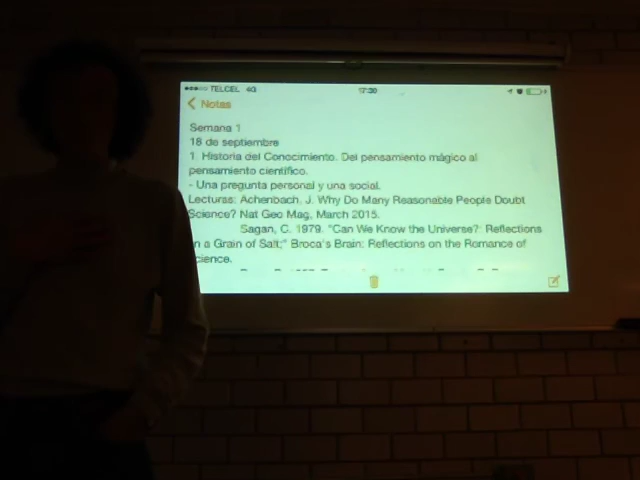 TELCEL 4G 17:30
Notas
Semana 1
18 de septiembre
1. Historia del Conocimiento. Del pensamiento mágico al
pensamiento científico.
- Una pregunta personal y una social.
Lecturas: Achenbach, J. Why Do Many Reasonable People Doubt
Science? Nat Geo Mag, March 2015.
Sagan, C. 1979. "Can We Know the Universe?: Reflections
n a Grain of Salt;" Broca's Brain: Reflections on the Romance of
cience.